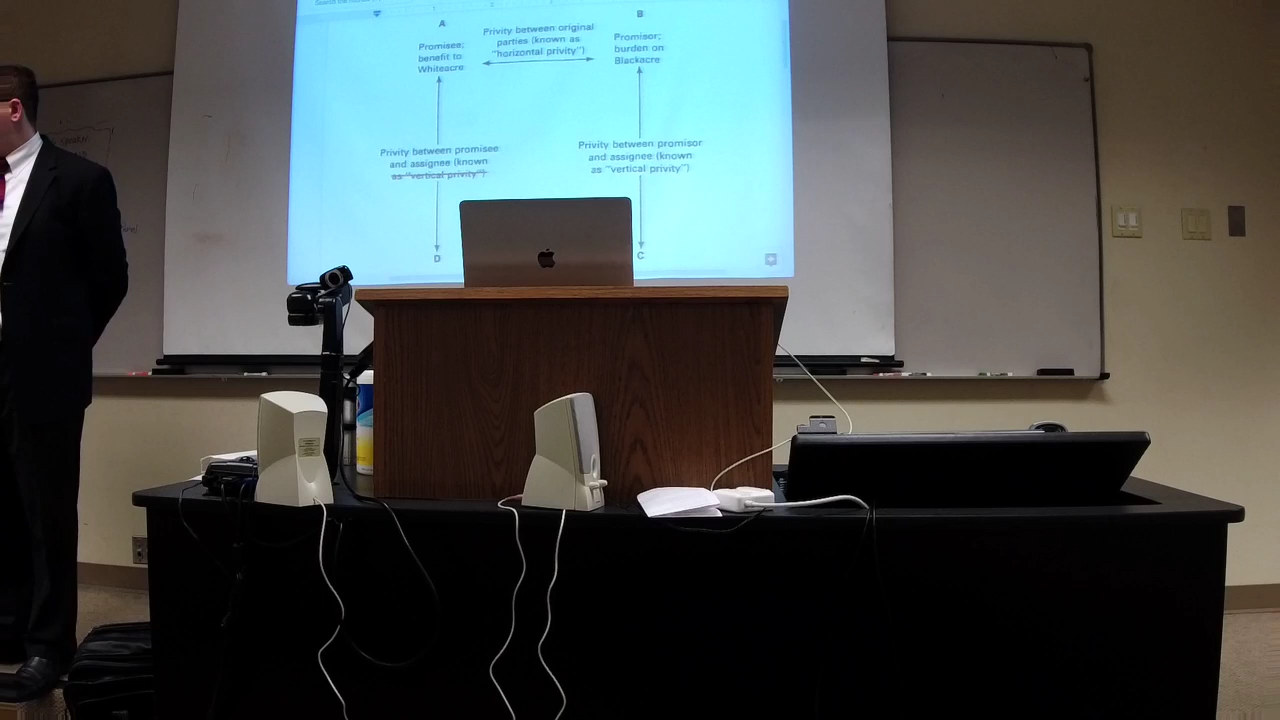 A
Promisee;
benefit to
Whiteacre
Privity between original
parties (known as
"horizontal privity")
B
Promisor;
burden on
Blackacre
Privity between promisee
and assignee (known
as "vertical privity")
Privity between promisor
and assignee (known
as "vertical privity")
D
C